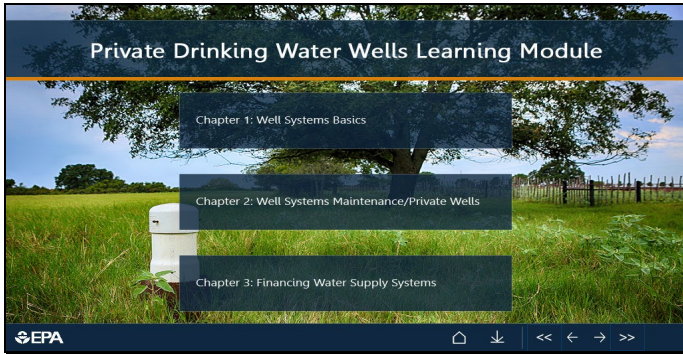 Private Drinking Water Wells Learning Module
Chapter 1: Well Systems Basics
Chapter 2: Well Systems Maintenance/Private Wells
Chapter 3: Financing Water Supply Systems
EPA
<< ← → >>